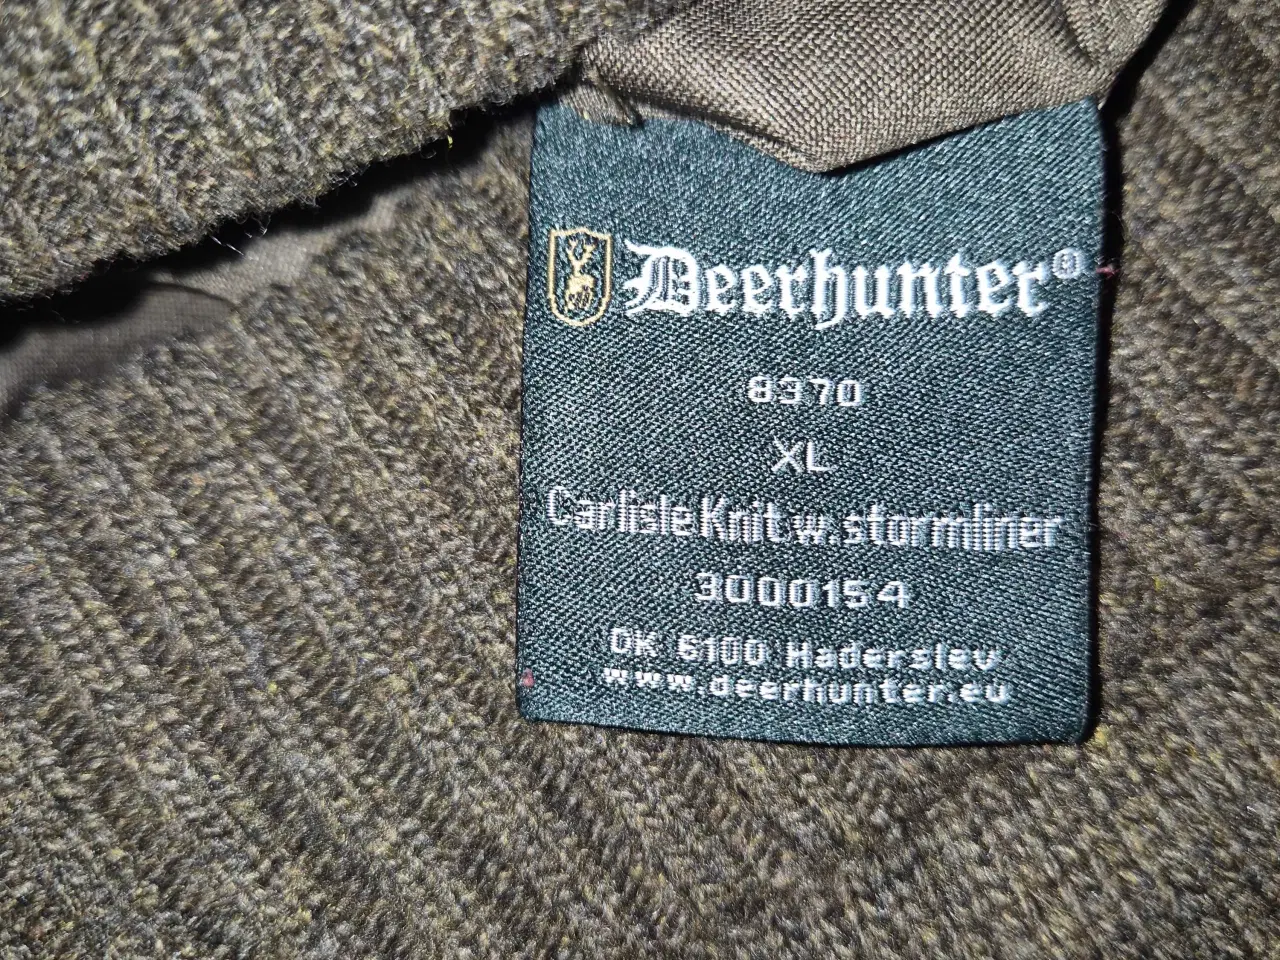 Deerhunter®
8370
XL
Carlisle Knit w. stormliner
3000154
DK 6100 Haderslev
www.deerhunter.eu